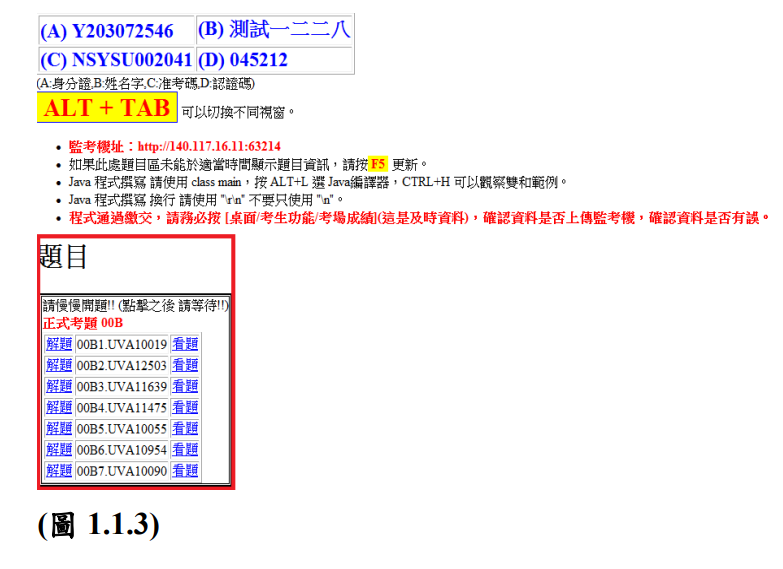 (A) Y203072546 (B) 測試一二二八
(C) NSYSU002041 (D) 045212
(A:身分證,B:姓名字,C:准考碼,D:認證碼)
ALT + TAB 可以切換不同視窗。
• 監考機址：http://140.117.16.11:63214
• 如果此處題目區未能於適當時間顯示題目資訊，請按 F5 更新。
• Java 程式撰寫 請使用 class main，按 ALT+L 選 Java編譯器，CTRL+H 可以觀察雙和範例。
• Java 程式撰寫 換行 請使用 "\r\n" 不要只使用 "\n"。
• 程式通過繳交，請務必按 [桌面/考生功能/考場成績](這是及時資料)，確認資料是否上傳監考機，確認資料是否有誤。
題目
請慢慢開題!! (點擊之後 請等待!!)
正式考題 00B
解題 00B1.UVA10019 看題
解題 00B2.UVA12503 看題
解題 00B3.UVA11639 看題
解題 00B4.UVA11475 看題
解題 00B5.UVA10055 看題
解題 00B6.UVA10954 看題
解題 00B7.UVA10090 看題
(圖 1.1.3)